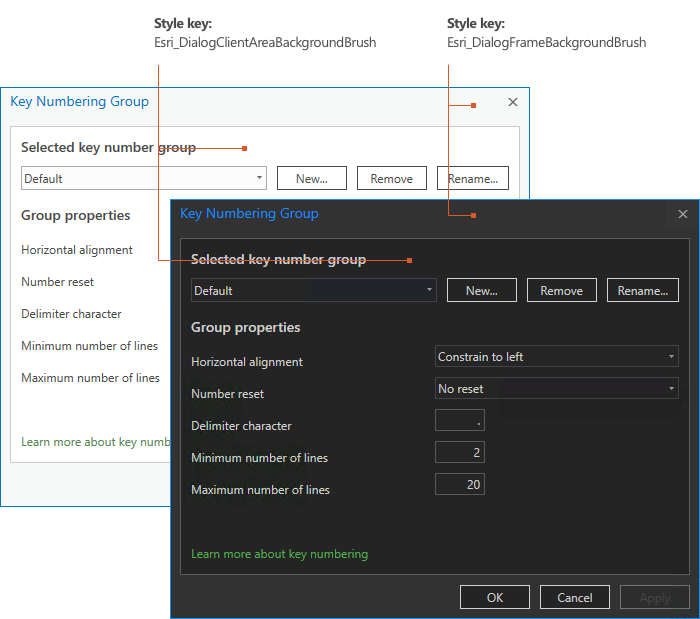 Style key:
Esri_DialogClientAreaBackgroundBrush
Style key:
Esri_DialogFrameBackgroundBrush
Key Numbering Group
Selected key number group
Default
New...
Remove
Rename...
Group properties
Horizontal alignment
Number reset
Delimiter character
Minimum number of lines
Maximum number of lines
Learn more about key numb
Key Numbering Group
Selected key number group
Default
New...
Remove
Rename...
Group properties
Horizontal alignment
Constrain to left
Number reset
No reset
Delimiter character
,
Minimum number of lines
2
Maximum number of lines
20
Learn more about key numbering
OK
Cancel
Apply